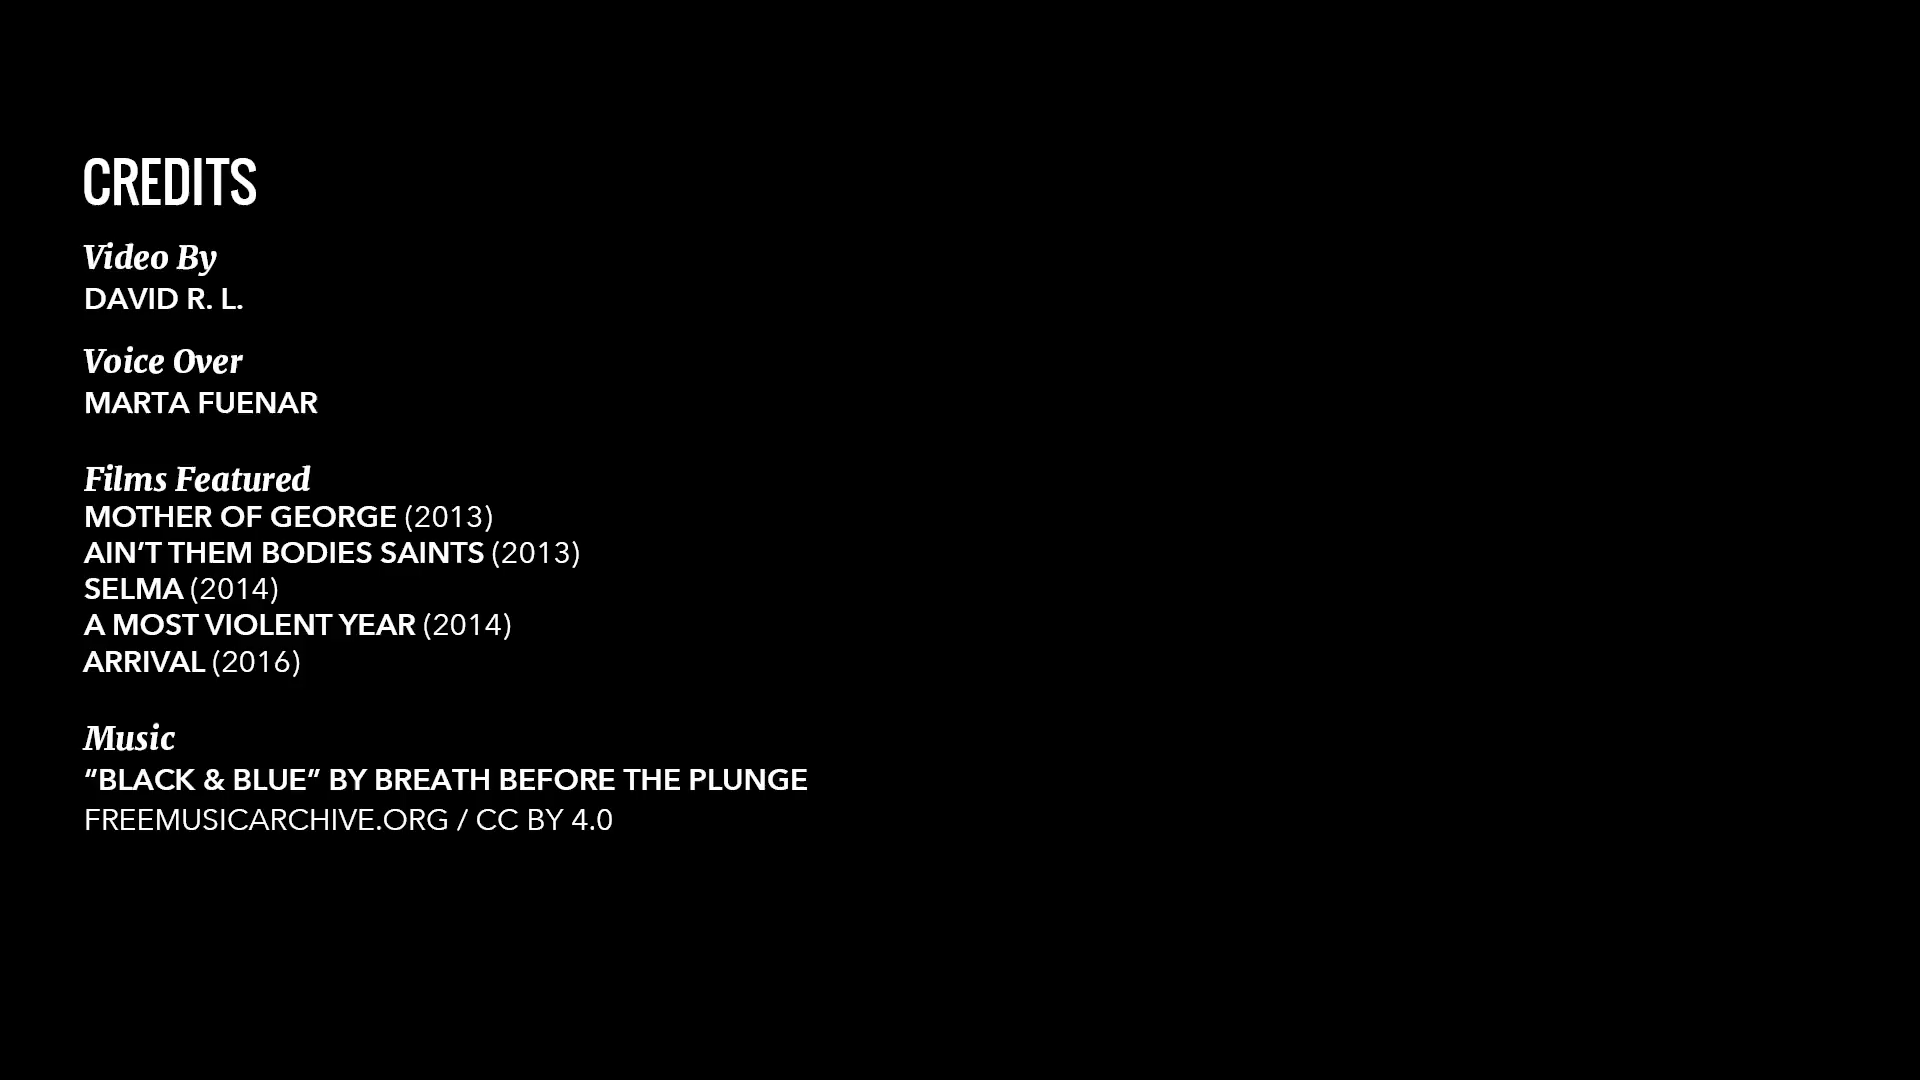 CREDITS
Video By
DAVID R. L.
Voice Over
MARTA FUENAR
Films Featured
MOTHER OF GEORGE (2013)
AIN’T THEM BODIES SAINTS (2013)
SELMA (2014)
A MOST VIOLENT YEAR (2014)
ARRIVAL (2016)
Music
“BLACK & BLUE” BY BREATH BEFORE THE PLUNGE
FREEMUSICARCHIVE.ORG / CC BY 4.0